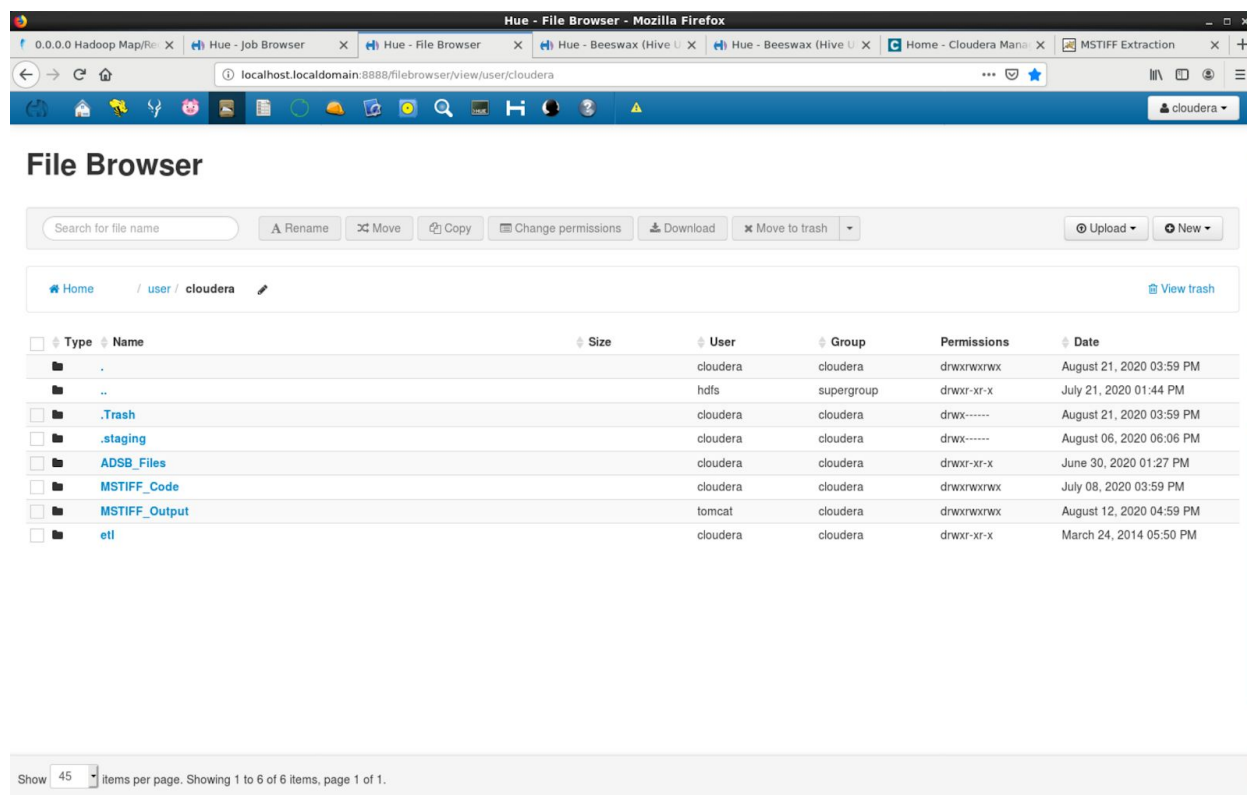 Hue - File Browser - Mozilla Firefox
0.0.0.0 Hadoop Map/Re Hue - Job Browser Hue - File Browser Hue - Beeswax (Hive U Hue - Beeswax (Hive U Home - Cloudera Mana MSTIFF Extraction
localhost.localdomain:8888/filebrowser/view/user/cloudera
cloudera
File Browser
Search for file name Rename Move Copy Change permissions Download Move to trash Upload New
Home / user / cloudera View trash
Type Name Size User Group Permissions Date
. cloudera cloudera drwxrwxrwx August 21, 2020 03:59 PM
.. hdfs supergroup drwxr-xr-x July 21, 2020 01:44 PM
.Trash cloudera cloudera drwx------ August 21, 2020 03:59 PM
.staging cloudera cloudera drwx------ August 06, 2020 06:06 PM
ADSB_Files cloudera cloudera drwxr-xr-x June 30, 2020 01:27 PM
MSTIFF_Code cloudera cloudera drwxrwxrwx July 08, 2020 03:59 PM
MSTIFF_Output tomcat cloudera drwxrwxrwx August 12, 2020 04:59 PM
etl cloudera cloudera drwxr-xr-x March 24, 2014 05:50 PM
Show 45 items per page. Showing 1 to 6 of 6 items, page 1 of 1.